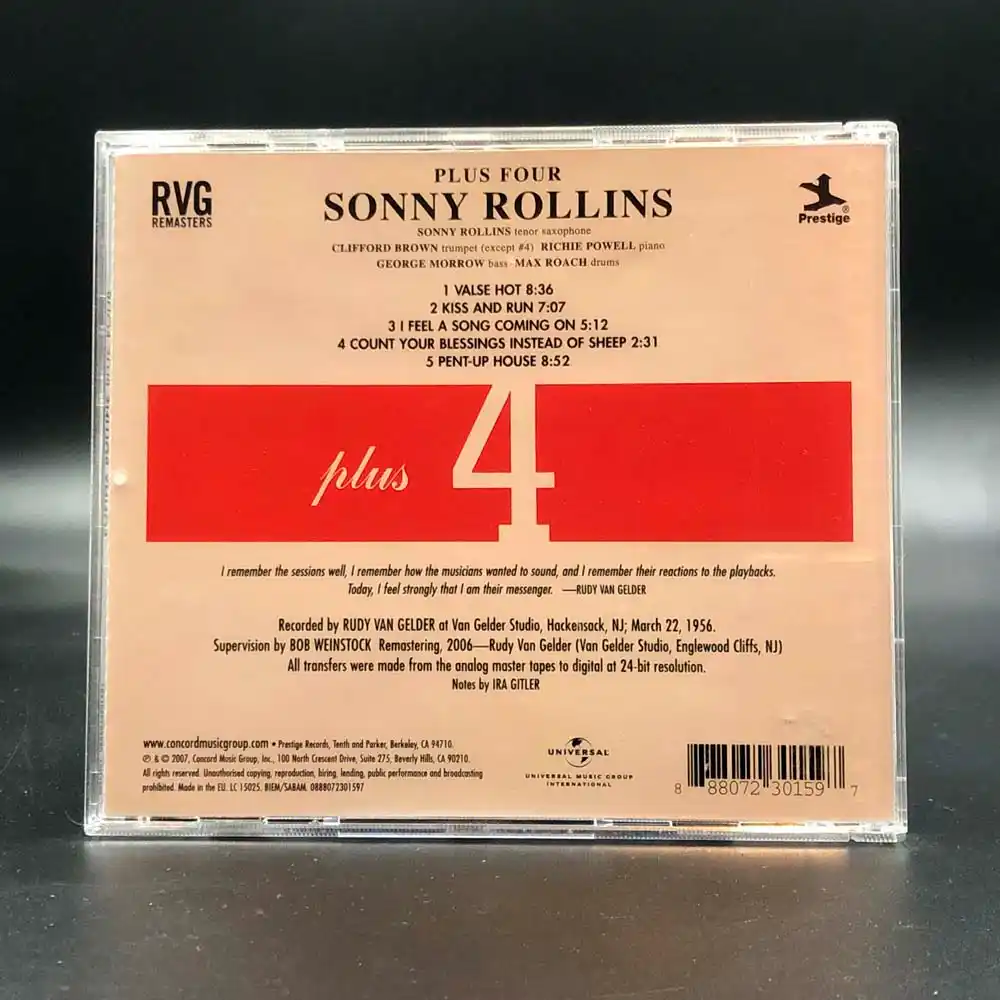 RVG
REMASTERS
Prestige®
PLUS FOUR
SONNY ROLLINS
SONNY ROLLINS tenor saxophone
CLIFFORD BROWN trumpet (except #4) RICHIE POWELL piano
GEORGE MORROW bass - MAX ROACH drums
1 VALSE HOT 8:36
2 KISS AND RUN 7:07
3 I FEEL A SONG COMING ON 5:12
4 COUNT YOUR BLESSINGS INSTEAD OF SHEEP 2:31
5 PENT-UP HOUSE 8:52
plus 4
I remember the sessions well, I remember how the musicians wanted to sound, and I remember their reactions to the playbacks.
Today, I feel strongly that I am their messenger. —RUDY VAN GELDER
Recorded by RUDY VAN GELDER at Van Gelder Studio, Hackensack, NJ; March 22, 1956.
Supervision by BOB WEINSTOCK Remastering, 2006—Rudy Van Gelder (Van Gelder Studio, Englewood Cliffs, NJ)
All transfers were made from the analog master tapes to digital at 24-bit resolution.
Notes by IRA GITLER
www.concordmusicgroup.com • Prestige Records, Tenth and Parker, Berkeley, CA 94710.
℗ & © 2007, Concord Music Group, Inc., 100 North Crescent Drive, Suite 275, Beverly Hills, CA 90210.
All rights reserved. Unauthorised copying, reproduction, hiring, lending, public performance and broadcasting
prohibited. Made in the EU. LC 15025. BIEM/SABAM. 0888072301597
UNIVERSAL
UNIVERSAL MUSIC GROUP
INTERNATIONAL
8 88072 30159 7